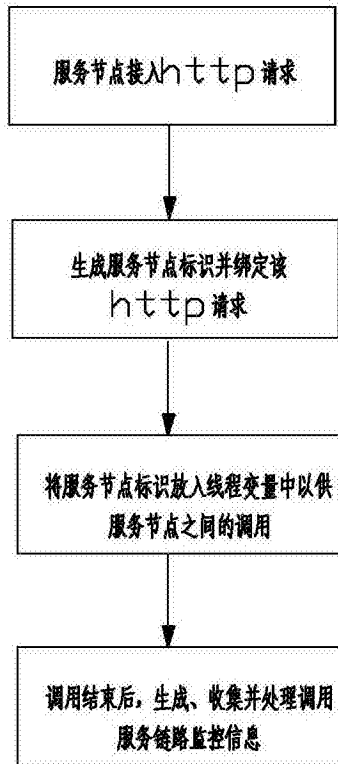 服务节点接入http请求
生成服务节点标识并绑定该
http请求
将服务节点标识放入线程变量中以供
服务节点之间的调用
调用结束后，生成、收集并处理调用
服务链路监控信息